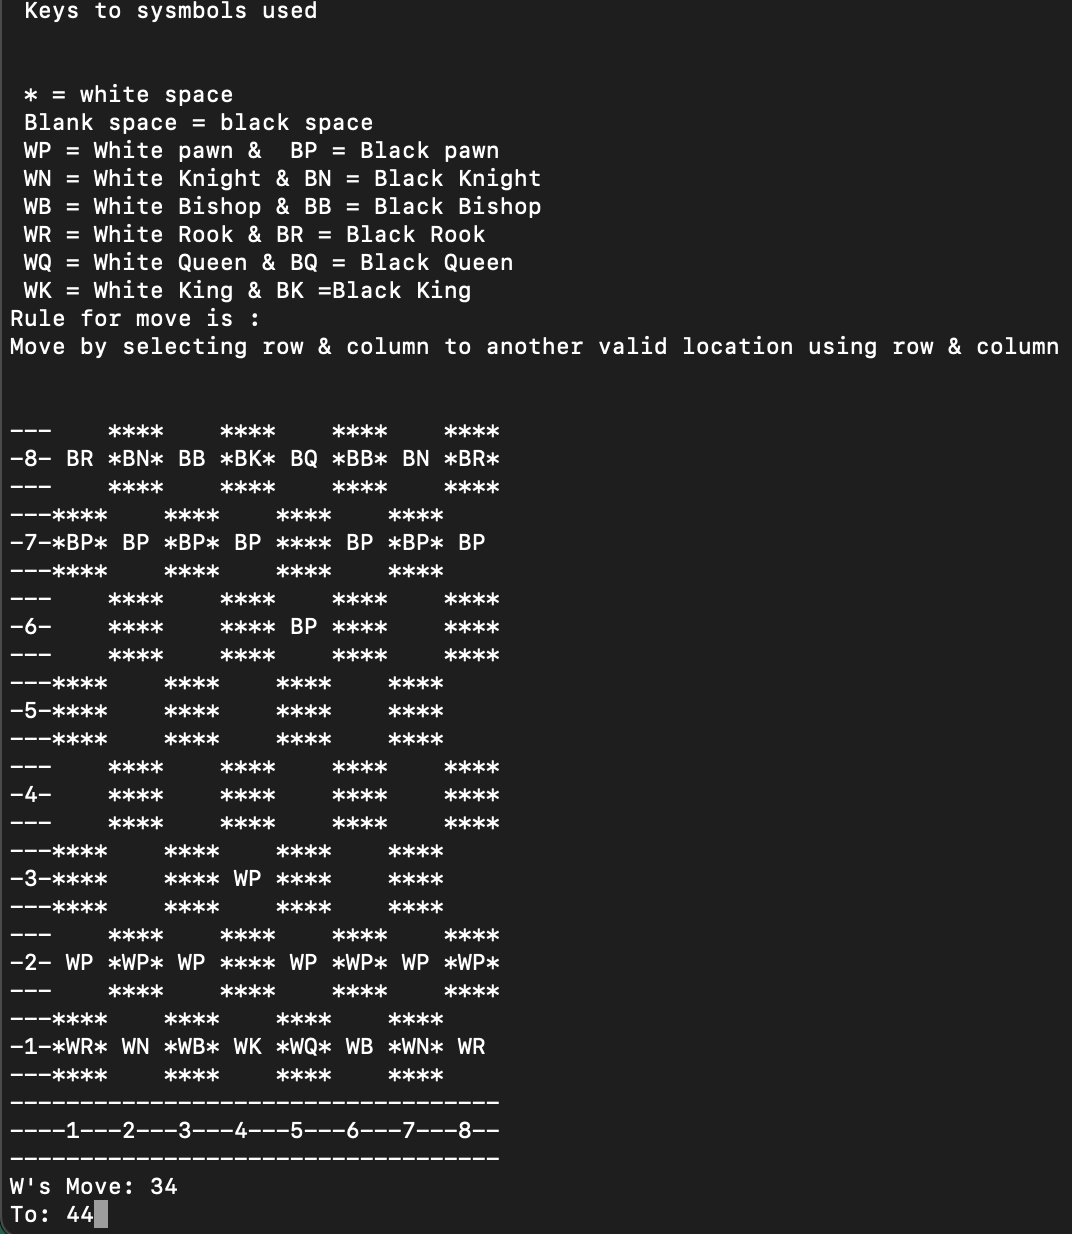 Keys to sysmbols used
* = white space
Blank space = black space
WP = White pawn &  BP = Black pawn
WN = White Knight & BN = Black Knight
WB = White Bishop & BB = Black Bishop
WR = White Rook & BR = Black Rook
WQ = White Queen & BQ = Black Queen
WK = White King & BK =Black King
Rule for move is :
Move by selecting row & column to another valid location using row & column
---    ****    ****    ****    ****
-8- BR *BN* BB *BK* BQ *BB* BN *BR*
---    ****    ****    ****    ****
---****    ****    ****    ****
-7-*BP* BP *BP* BP **** BP *BP* BP
---****    ****    ****    ****
---    ****    ****    ****    ****
-6-    ****    **** BP ****    ****
---    ****    ****    ****    ****
---****    ****    ****    ****
-5-****    ****    ****    ****
---****    ****    ****    ****
---    ****    ****    ****    ****
-4-    ****    ****    ****    ****
---    ****    ****    ****    ****
---****    ****    ****    ****
-3-****    **** WP ****    ****
---****    ****    ****    ****
---    ****    ****    ****    ****
-2- WP *WP* WP **** WP *WP* WP *WP*
---    ****    ****    ****    ****
---****    ****    ****    ****
-1-*WR* WN *WB* WK *WQ* WB *WN* WR
---****    ****    ****    ****
-----------------------------------
----1---2---3---4---5---6---7---8--
-----------------------------------
W's Move: 34
To: 44